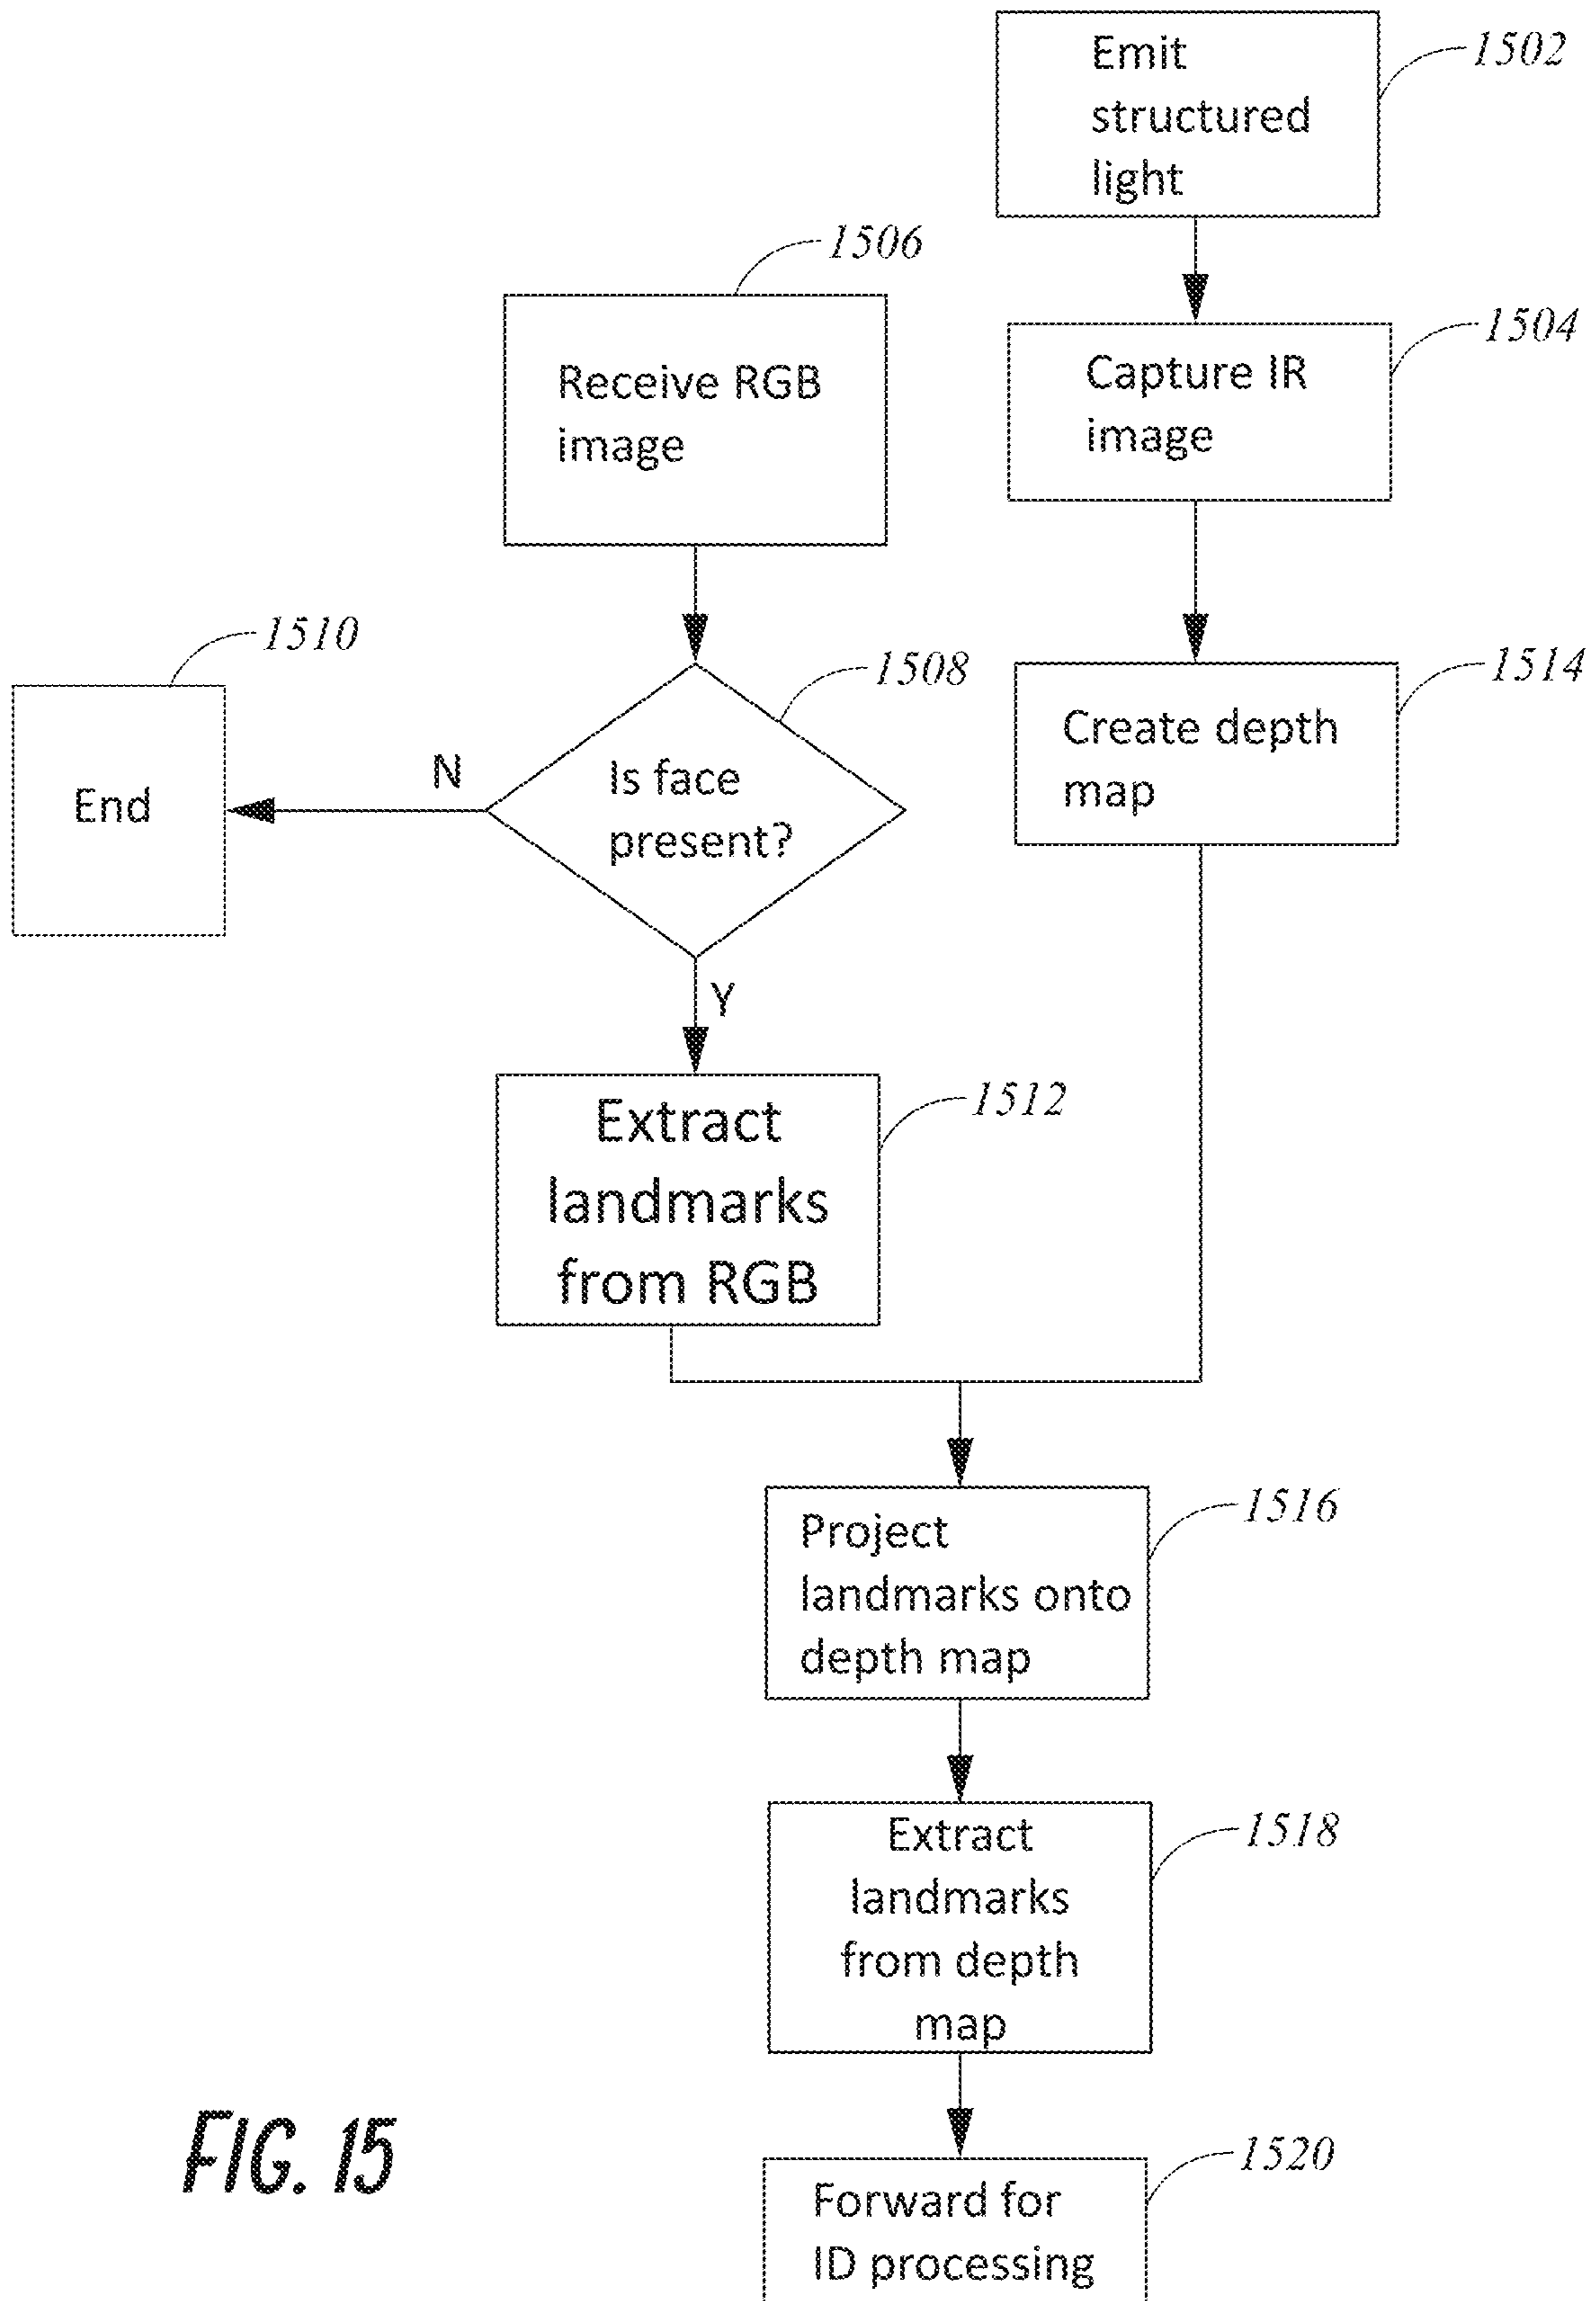 Emit
structured
light
1502
1506
Receive RGB
image
Capture IR
image
1504
1510
End
N
1508
Is face
present?
Y
1514
Create depth
map
Extract
landmarks
from RGB
1512
Project
landmarks onto
depth map
1516
Extract
landmarks
from depth
map
1518
Forward for
ID processing
1520
FIG. 15